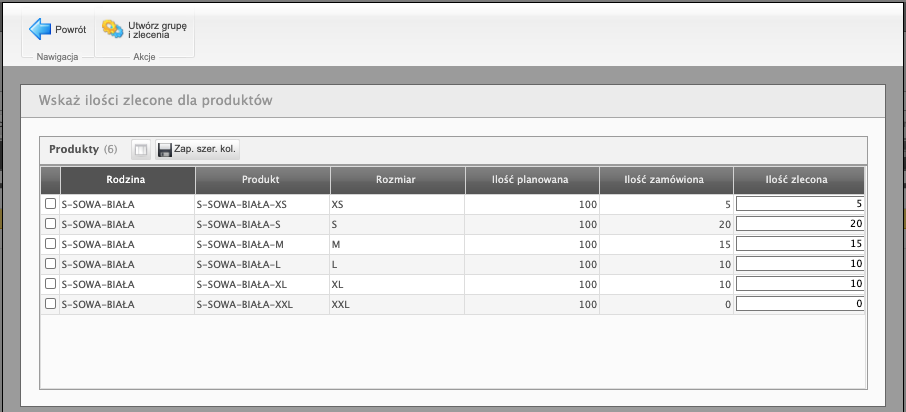 Powrót
Utwórz grupę
i zlecenia
Nawigacja
Akcje
Wskaż ilości zlecone dla produktów
Produkty (6) Zap. szer. kol.
Rodzina Produkt Rozmiar Ilość planowana Ilość zamówiona Ilość zlecona
S-SOWA-BIAŁA S-SOWA-BIAŁA-XS XS 100 5 5
S-SOWA-BIAŁA S-SOWA-BIAŁA-S S 100 20 20
S-SOWA-BIAŁA S-SOWA-BIAŁA-M M 100 15 15
S-SOWA-BIAŁA S-SOWA-BIAŁA-L L 100 10 10
S-SOWA-BIAŁA S-SOWA-BIAŁA-XL XL 100 10 10
S-SOWA-BIAŁA S-SOWA-BIAŁA-XXL XXL 100 0 0